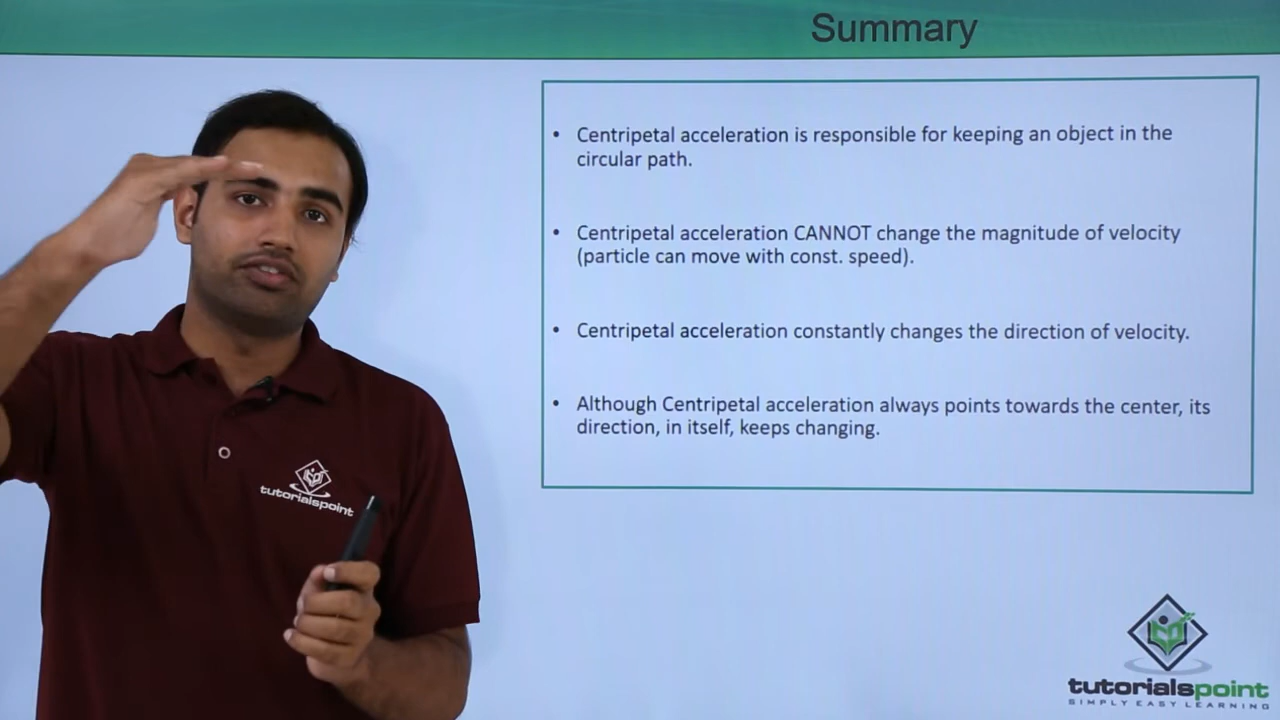 Summary
• Centripetal acceleration is responsible for keeping an object in the
circular path.
• Centripetal acceleration CANNOT change the magnitude of velocity
(particle can move with const. speed).
• Centripetal acceleration constantly changes the direction of velocity.
• Although Centripetal acceleration always points towards the center, its
direction, in itself, keeps changing.
tutorialspoint
tutorialspoint
SIMPLY EASY LEARNING